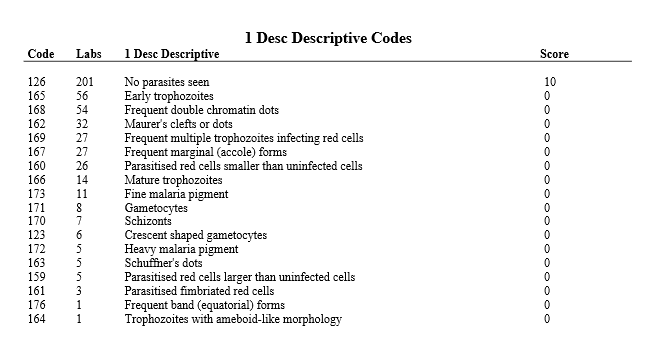 1 Desc Descriptive Codes
Code Labs 1 Desc Descriptive Score
126 201 No parasites seen 10
165 56 Early trophozoites 0
168 54 Frequent double chromatin dots 0
162 32 Maurer's clefts or dots 0
169 27 Frequent multiple trophozoites infecting red cells 0
167 27 Frequent marginal (accole) forms 0
160 26 Parasitised red cells smaller than uninfected cells 0
166 14 Mature trophozoites 0
173 11 Fine malaria pigment 0
171 8 Gametocytes 0
170 7 Schizonts 0
123 6 Crescent shaped gametocytes 0
172 5 Heavy malaria pigment 0
163 5 Schuffner's dots 0
159 5 Parasitised red cells larger than uninfected cells 0
161 3 Parasitised fimbriated red cells 0
176 1 Frequent band (equatorial) forms 0
164 1 Trophozoites with ameboid-like morphology 0